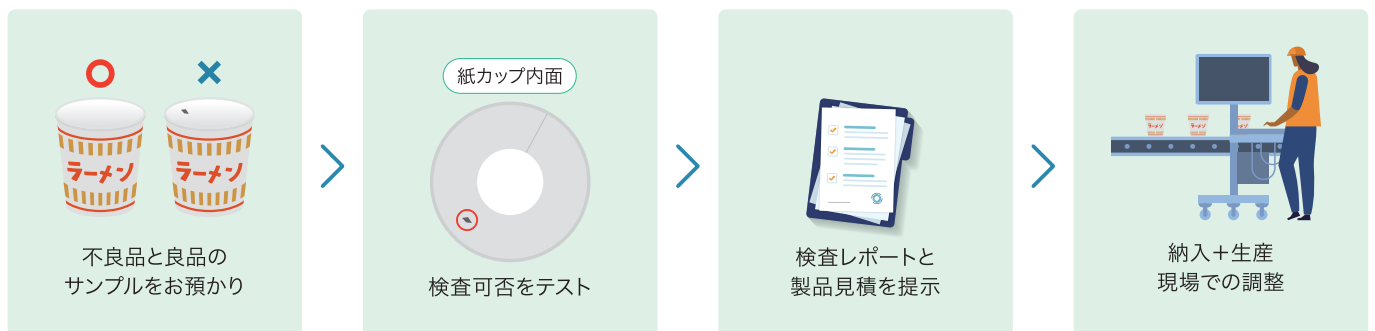 ラーメン
ラーメン
不良品と良品の
サンプルをお預かり
紙カップ内面
検査可否をテスト
検査レポートと
製品見積を提示
納入+生産
現場での調整